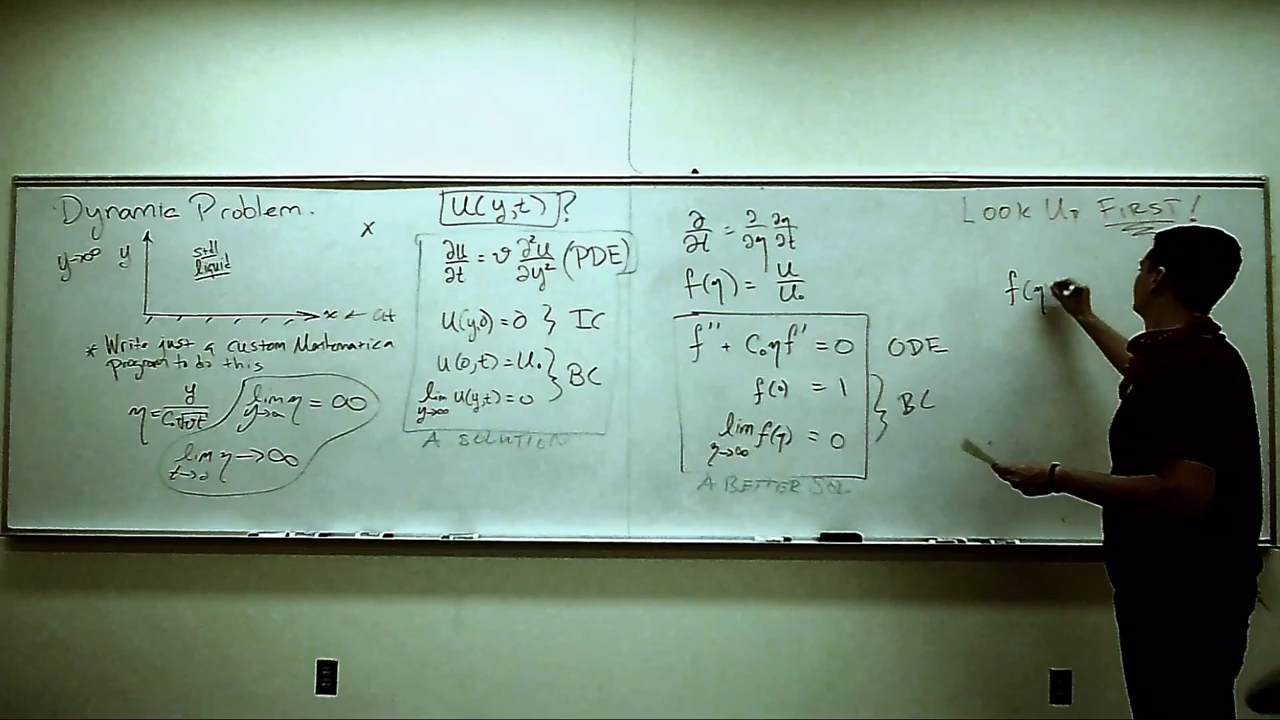 Dynamic Problem.
y→∞ y
still
liquid
x
x ← at
* Write just a custom Mathematica
program to do this
η = y / C₀√νt
lim y→∞ η = ∞
lim t→0 η → ∞
U(y,t) ?
∂u/∂t = ν ∂²u/∂y² (PDE)
U(y,0) = 0 } IC
U(0,t) = U₀ } BC
lim y→∞ U(y,t) = 0
A SOLUTION
∂/∂t = ∂/∂η ∂η/∂t
f(η) = u/U₀
f'' + C₀ηf' = 0 ODE
f(0) = 1 } BC
lim η→∞ f(η) = 0
A BETTER SOL
Look Up FIRST!
f(η